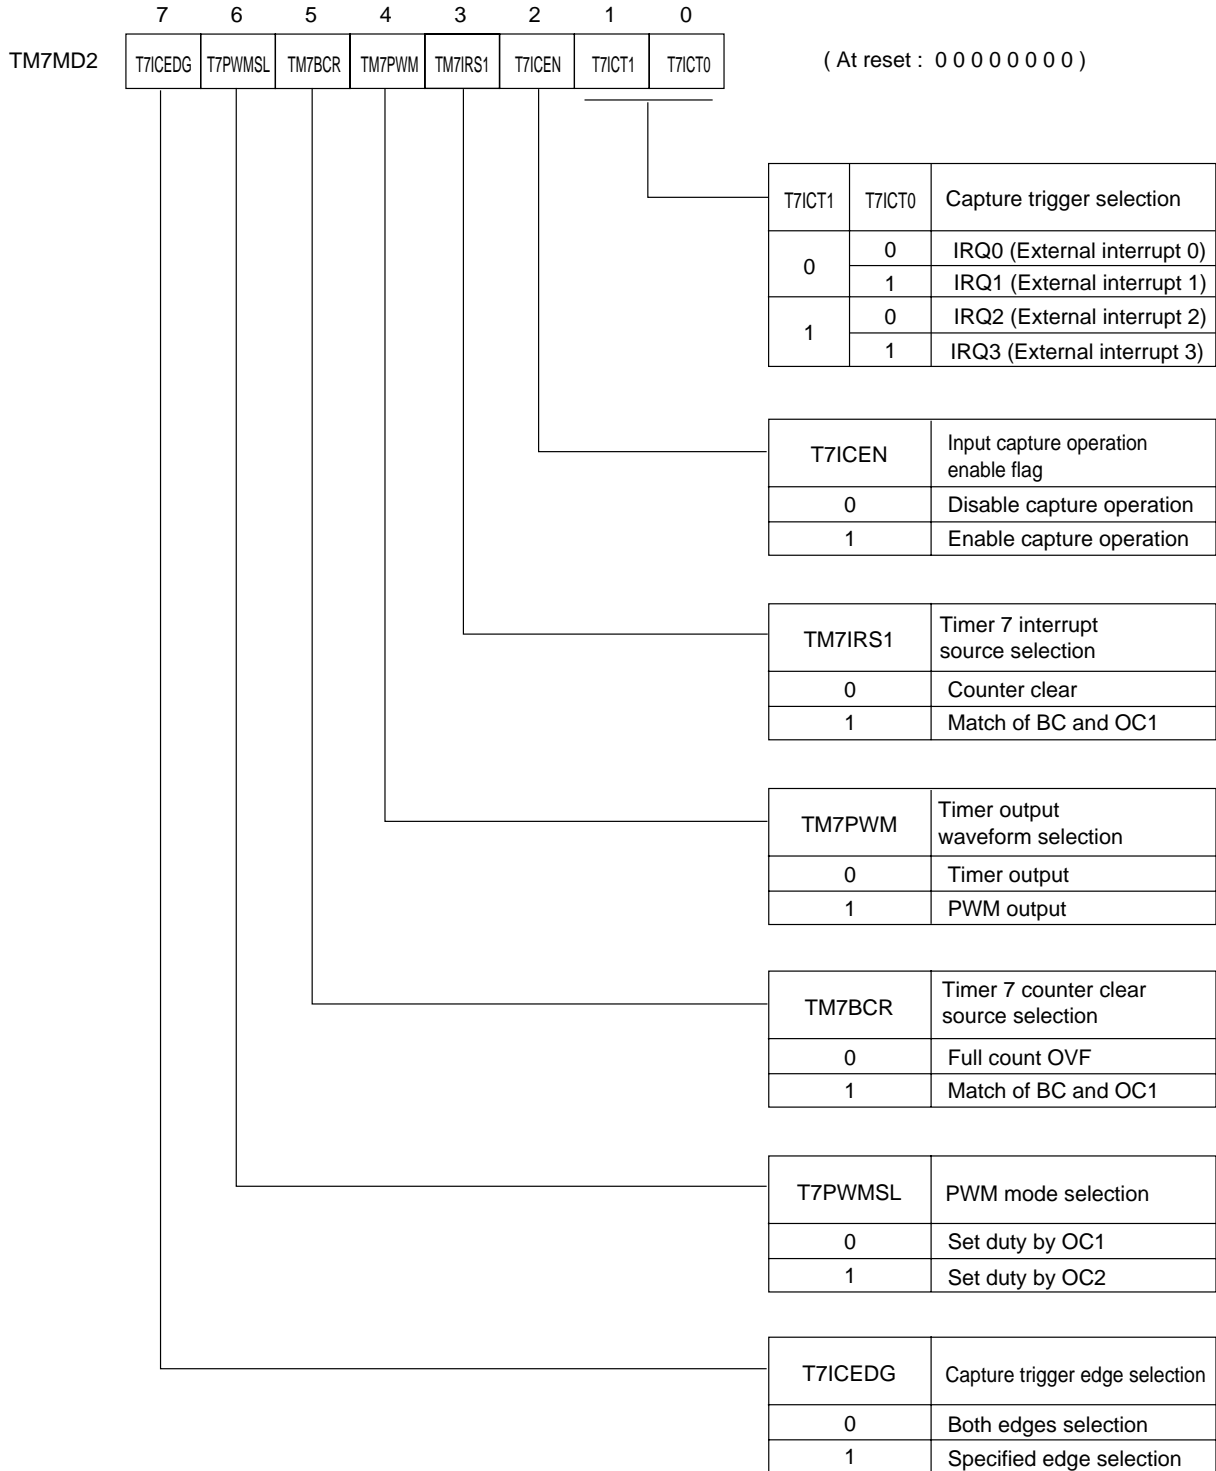 7 6 5 4 3 2 1 0
TM7MD2 T7ICEDG T7PWMSL TM7BCR TM7PWM TM7IRS1 T7ICEN T7ICT1 T7ICT0 ( At reset : 0 0 0 0 0 0 0 0 )
T7ICT1 T7ICT0 Capture trigger selection
0 0 IRQ0 (External interrupt 0)
1 IRQ1 (External interrupt 1)
1 0 IRQ2 (External interrupt 2)
1 IRQ3 (External interrupt 3)
T7ICEN Input capture operation
enable flag
0 Disable capture operation
1 Enable capture operation
TM7IRS1 Timer 7 interrupt
source selection
0 Counter clear
1 Match of BC and OC1
TM7PWM Timer output
waveform selection
0 Timer output
1 PWM output
TM7BCR Timer 7 counter clear
source selection
0 Full count OVF
1 Match of BC and OC1
T7PWMSL PWM mode selection
0 Set duty by OC1
1 Set duty by OC2
T7ICEDG Capture trigger edge selection
0 Both edges selection
1 Specified edge selection